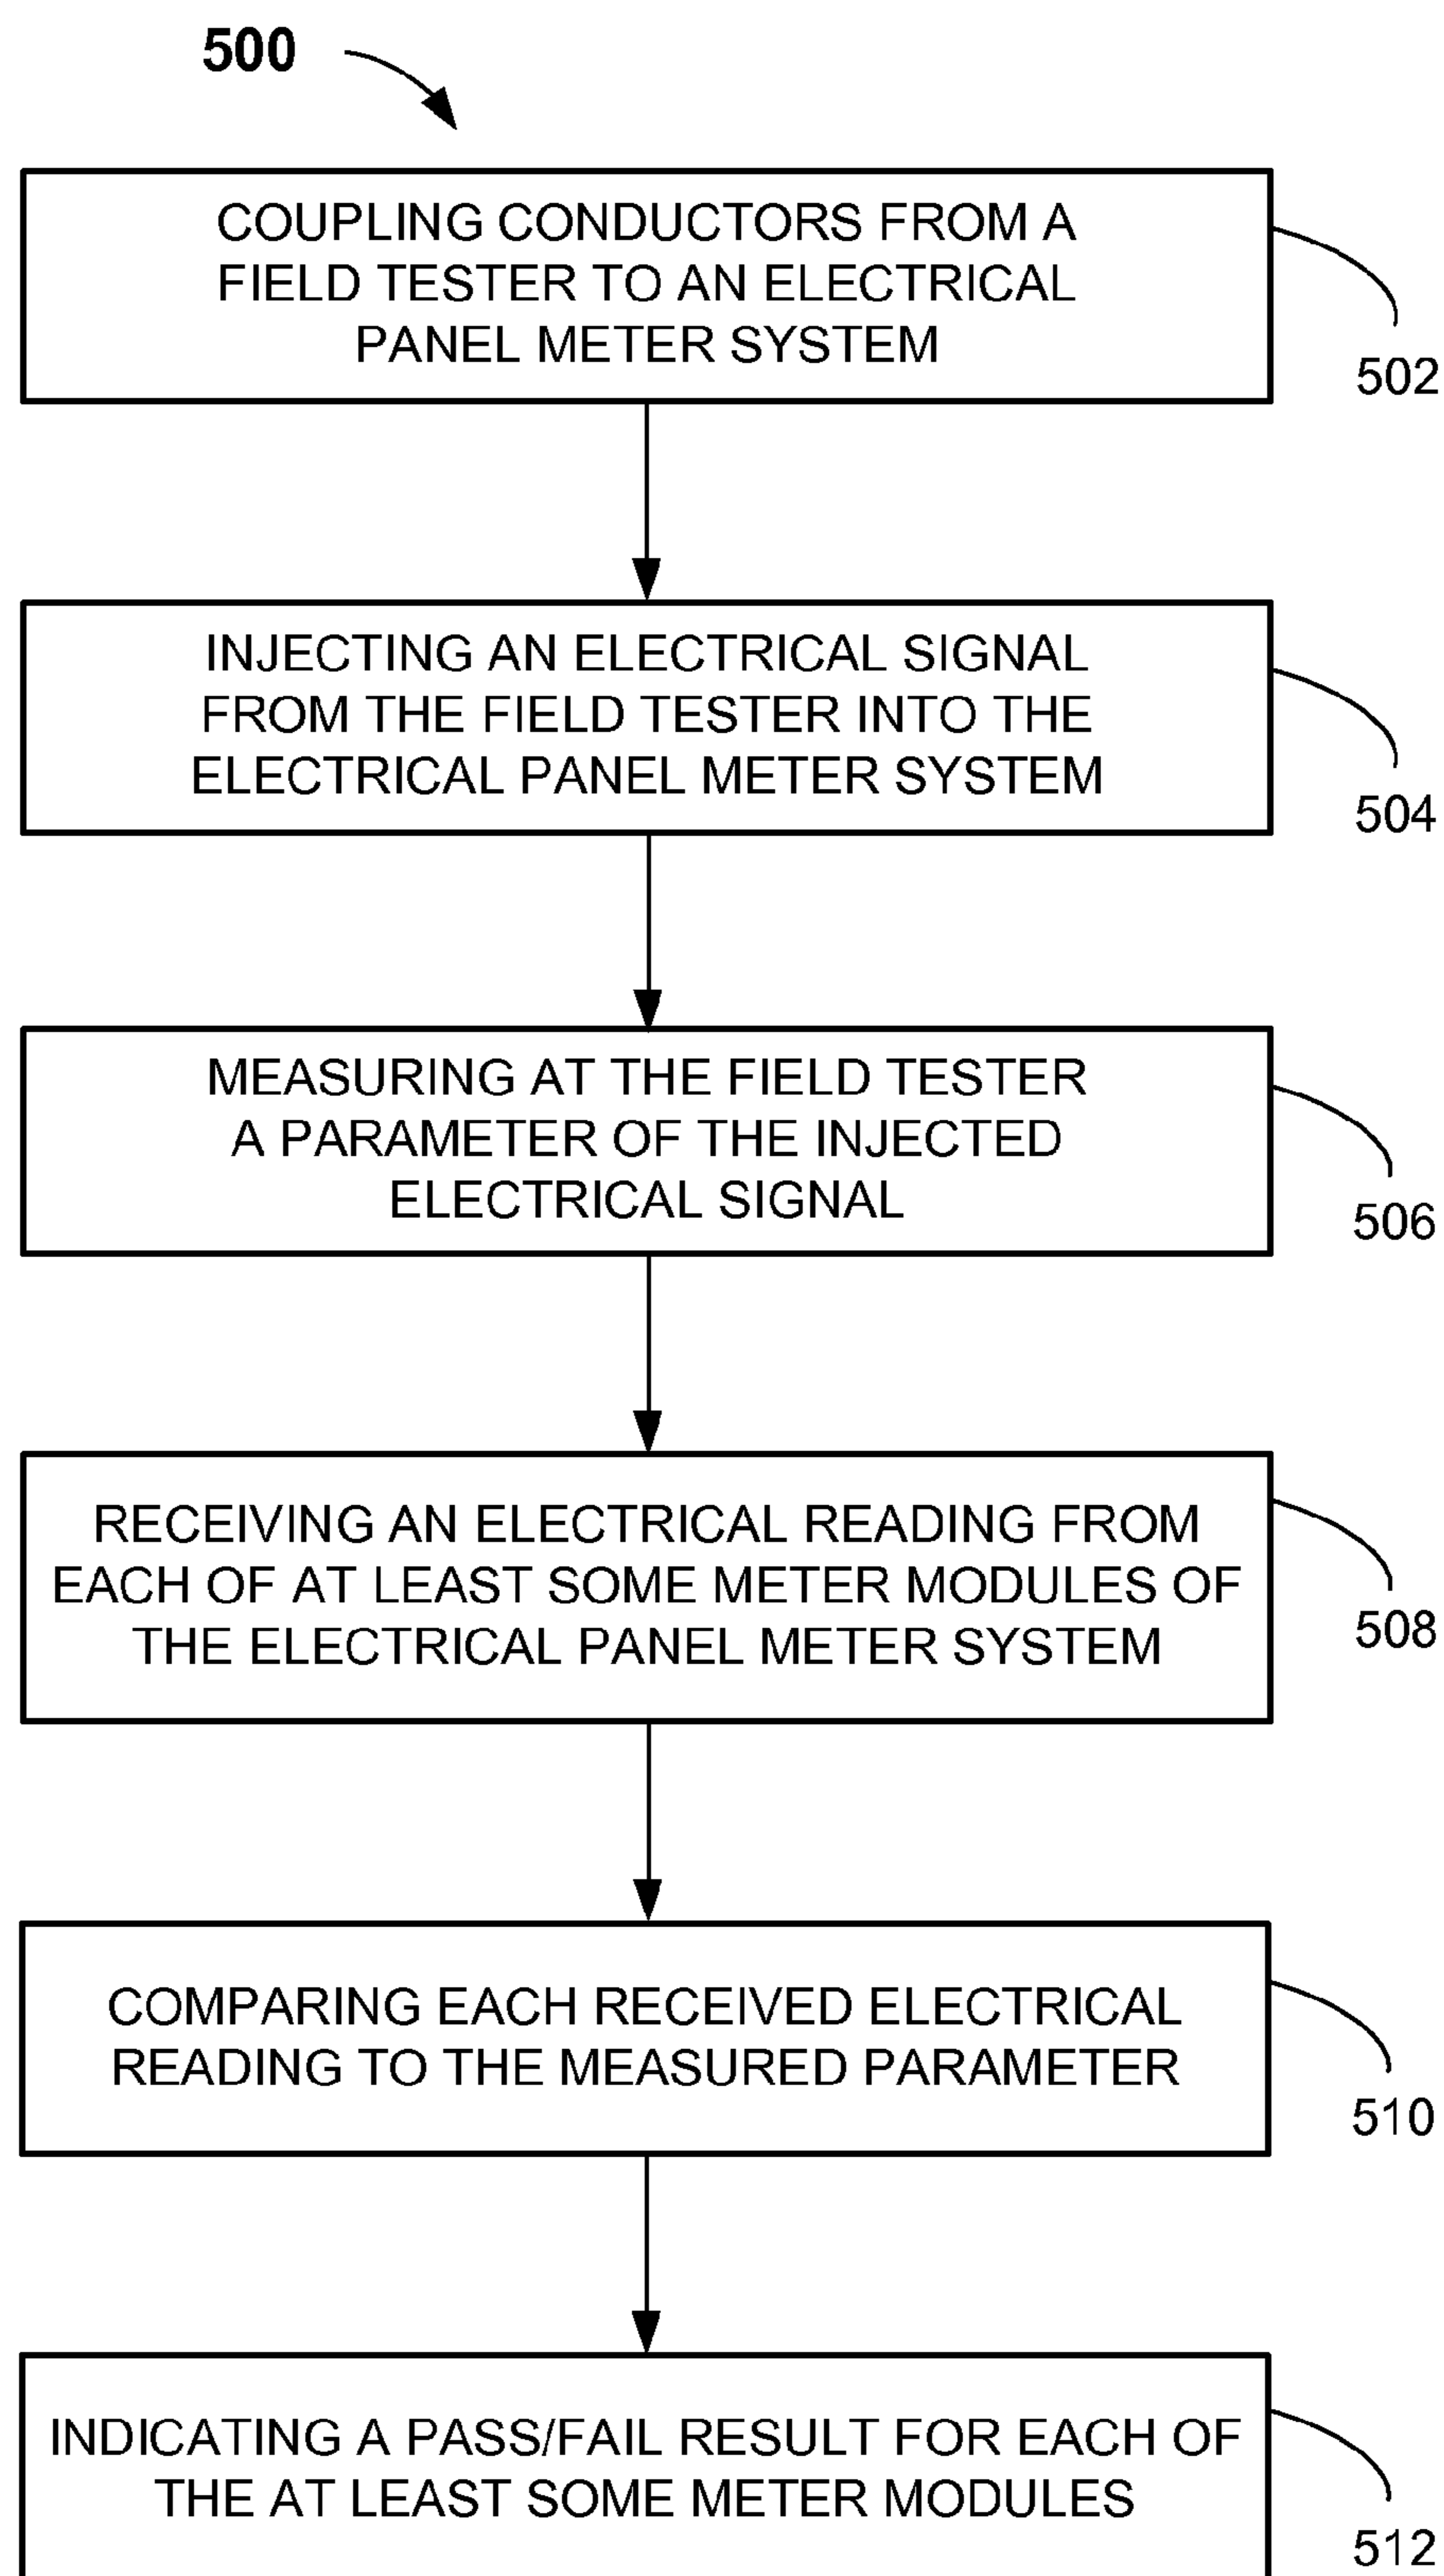 500
COUPLING CONDUCTORS FROM A
FIELD TESTER TO AN ELECTRICAL
PANEL METER SYSTEM
502
INJECTING AN ELECTRICAL SIGNAL
FROM THE FIELD TESTER INTO THE
ELECTRICAL PANEL METER SYSTEM
504
MEASURING AT THE FIELD TESTER
A PARAMETER OF THE INJECTED
ELECTRICAL SIGNAL
506
RECEIVING AN ELECTRICAL READING FROM
EACH OF AT LEAST SOME METER MODULES OF
THE ELECTRICAL PANEL METER SYSTEM
508
COMPARING EACH RECEIVED ELECTRICAL
READING TO THE MEASURED PARAMETER
510
INDICATING A PASS/FAIL RESULT FOR EACH OF
THE AT LEAST SOME METER MODULES
512